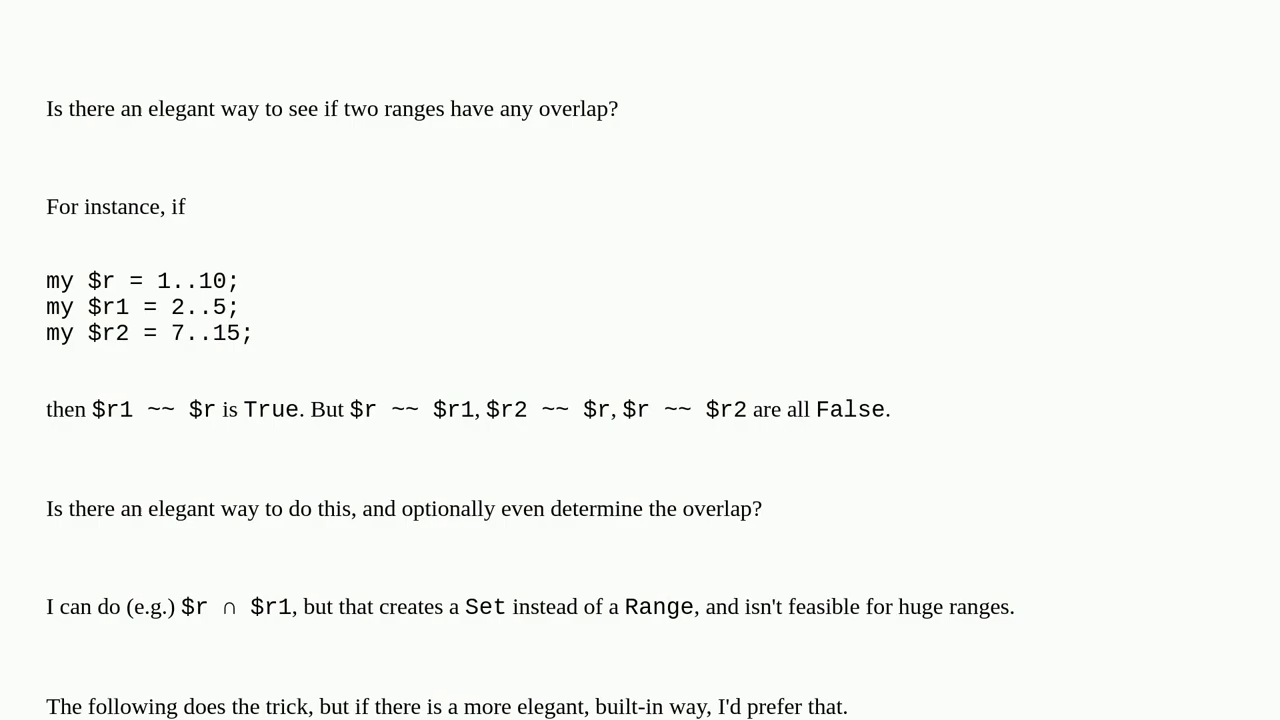 Is there an elegant way to see if two ranges have any overlap?
For instance, if
my $r = 1..10;
my $r1 = 2..5;
my $r2 = 7..15;
then $r1 ~~ $r is True. But $r ~~ $r1, $r2 ~~ $r, $r ~~ $r2 are all False.
Is there an elegant way to do this, and optionally even determine the overlap?
I can do (e.g.) $r ∩ $r1, but that creates a Set instead of a Range, and isn't feasible for huge ranges.
The following does the trick, but if there is a more elegant, built-in way, I'd prefer that.